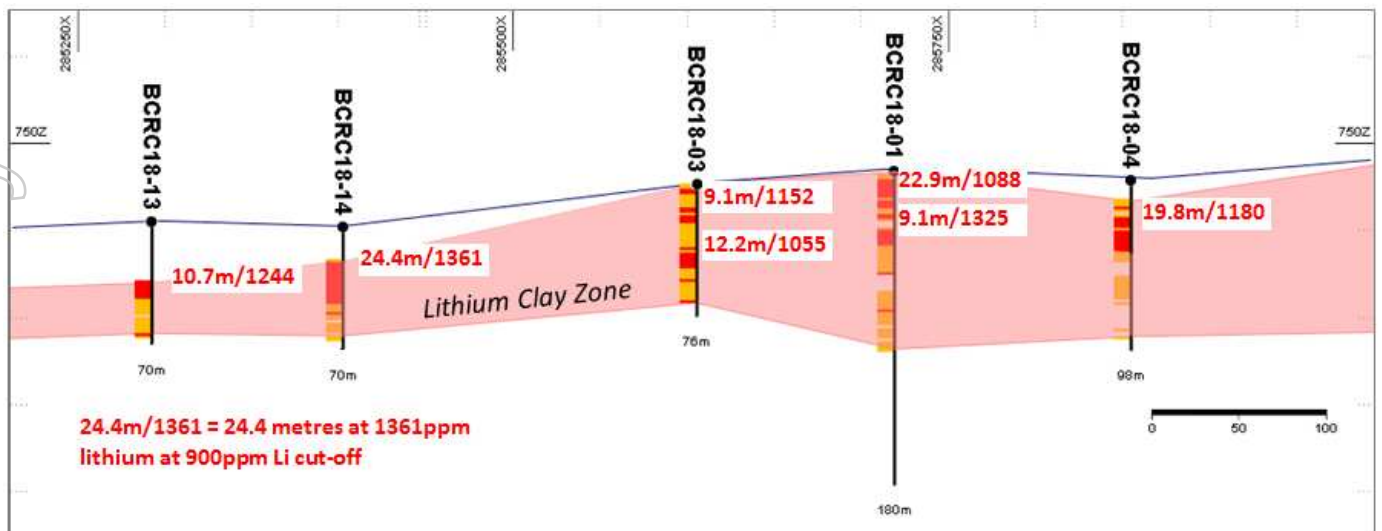 285250X
285500X
285750X
BCRC18-13
BCRC18-14
BCRC18-03
BCRC18-01
BCRC18-04
750Z
750Z
9.1m/1152
22.9m/1088
9.1m/1325
19.8m/1180
12.2m/1055
24.4m/1361
10.7m/1244
Lithium Clay Zone
76m
70m
70m
98m
180m
0 50 100
24.4m/1361 = 24.4 metres at 1361ppm
lithium at 900ppm Li cut-off